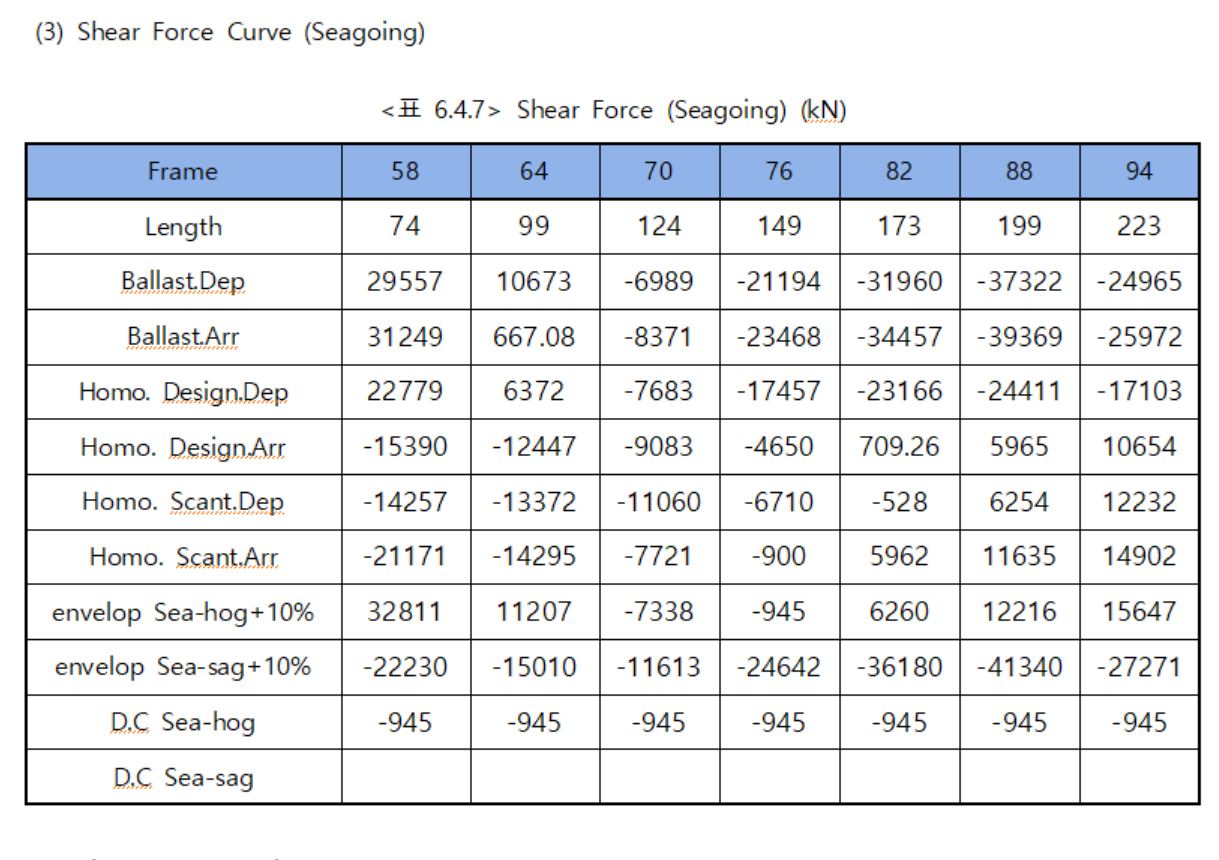 (3) Shear Force Curve (Seagoing)
<표 6.4.7> Shear Force (Seagoing) (kN)
Frame 58 64 70 76 82 88 94
Length 74 99 124 149 173 199 223
Ballast.Dep 29557 10673 -6989 -21194 -31960 -37322 -24965
Ballast.Arr 31249 667.08 -8371 -23468 -34457 -39369 -25972
Homo. Design.Dep 22779 6372 -7683 -17457 -23166 -24411 -17103
Homo. Design.Arr -15390 -12447 -9083 -4650 709.26 5965 10654
Homo. Scant.Dep -14257 -13372 -11060 -6710 -528 6254 12232
Homo. Scant.Arr -21171 -14295 -7721 -900 5962 11635 14902
envelop Sea-hog+10% 32811 11207 -7338 -945 6260 12216 15647
envelop Sea-sag+10% -22230 -15010 -11613 -24642 -36180 -41340 -27271
D.C Sea-hog -945 -945 -945 -945 -945 -945 -945
D.C Sea-sag